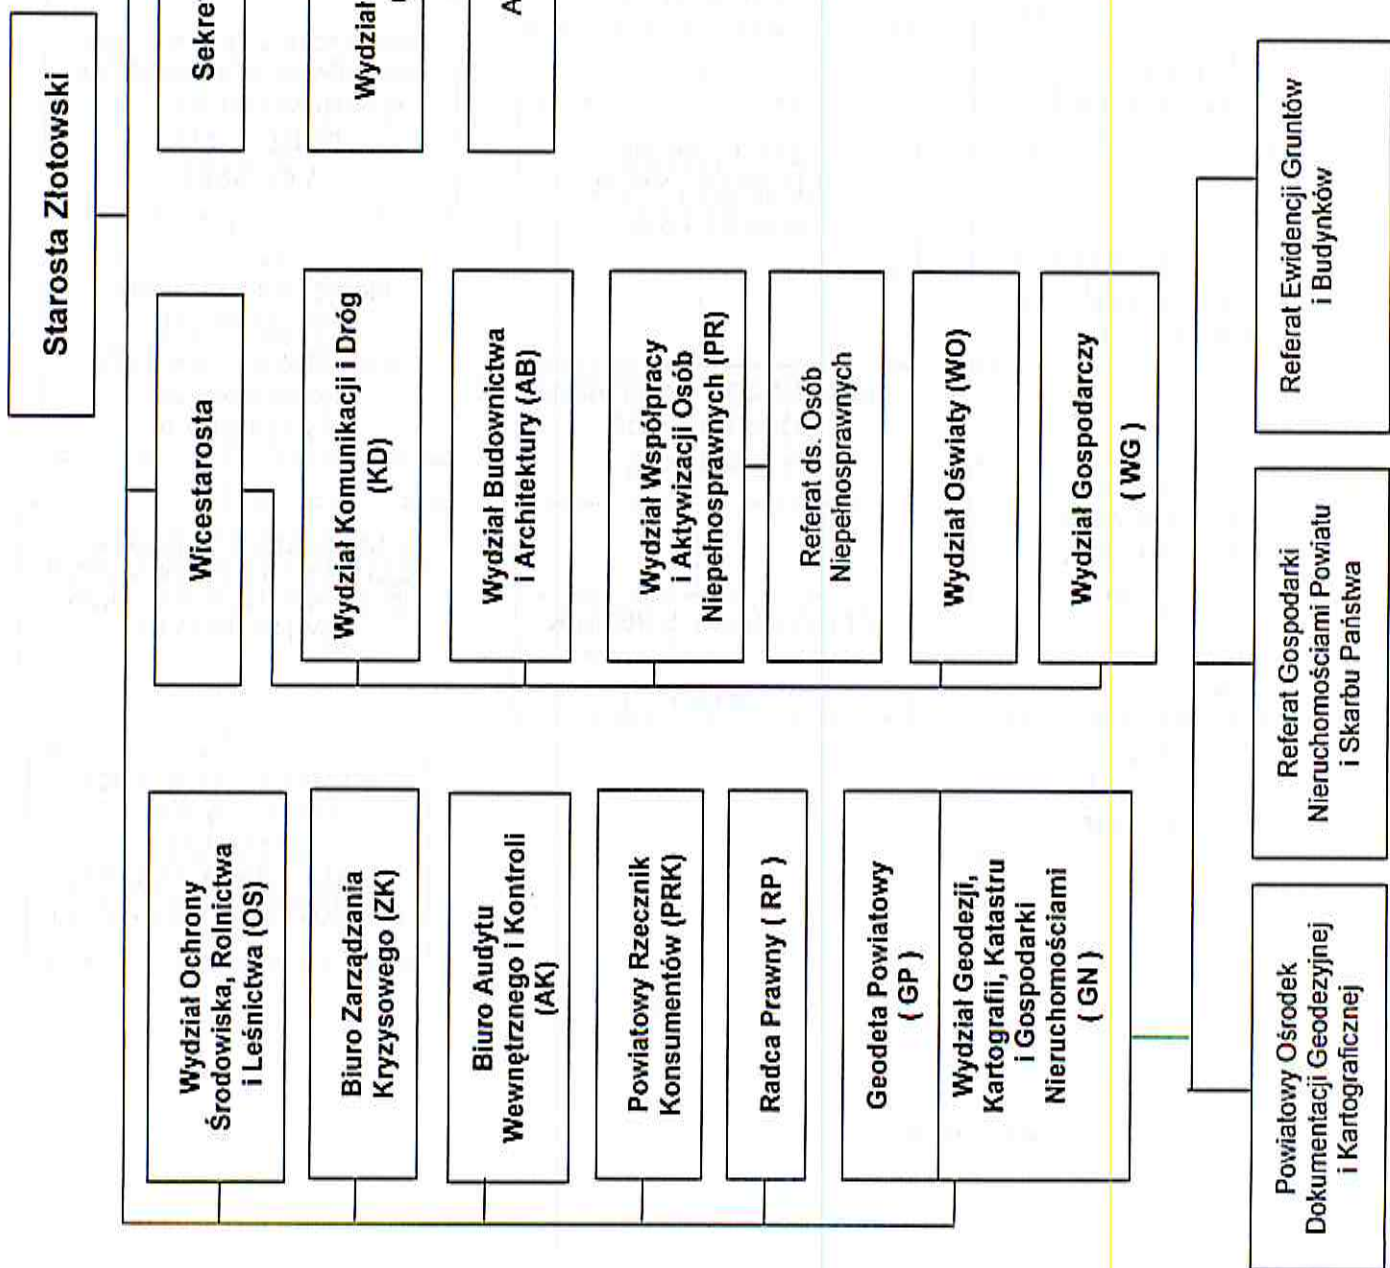 Starosta Złotowski
Wydział Ochrony
Środowiska, Rolnictwa
i Leśnictwa (OS)
Biuro Zarządzania
Kryzysowego (ZK)
Biuro Audytu
Wewnętrznego i Kontroli
(AK)
Powiatowy Rzecznik
Konsumentów (PRK)
Radca Prawny ( RP )
Geodeta Powiatowy
( GP )
Wydział Geodezji,
Kartografii, Katastru
i Gospodarki
Nieruchomościami
( GN )
Wicestarosta
Wydział Komunikacji i Dróg
(KD)
Wydział Budownictwa
i Architektury (AB)
Wydział Współpracy
i Aktywizacji Osób
Niepełnosprawnych (PR)
Referat ds. Osób
Niepełnosprawnych
Wydział Oświaty (WO)
Wydział Gospodarczy
( WG )
Sekre
Wydział
A
Powiatowy Ośrodek
Dokumentacji Geodezyjnej
i Kartograficznej
Referat Gospodarki
Nieruchomościami Powiatu
i Skarbu Państwa
Referat Ewidencji Gruntów
i Budynków